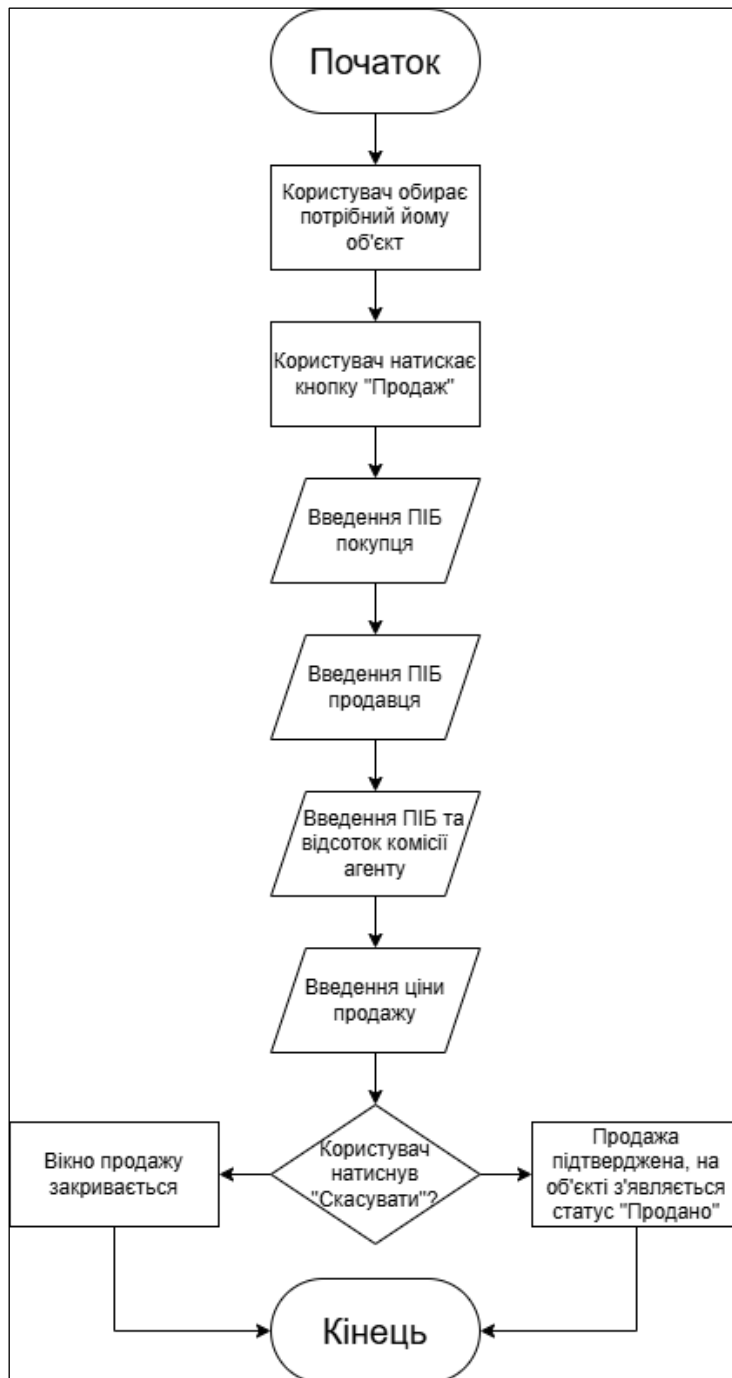 Початок
Користувач обирає
потрібний йому
об'єкт
Користувач натискає
кнопку "Продаж"
Введення ПІБ
покупця
Введення ПІБ
продавця
Введення ПІБ та
відсоток комісії
агенту
Введення ціни
продажу
Користувач
натиснув
"Скасувати"?
Вікно продажу
закривається
Продажа
підтверджена, на
об'єкті з'являється
статус "Продано"
Кінець